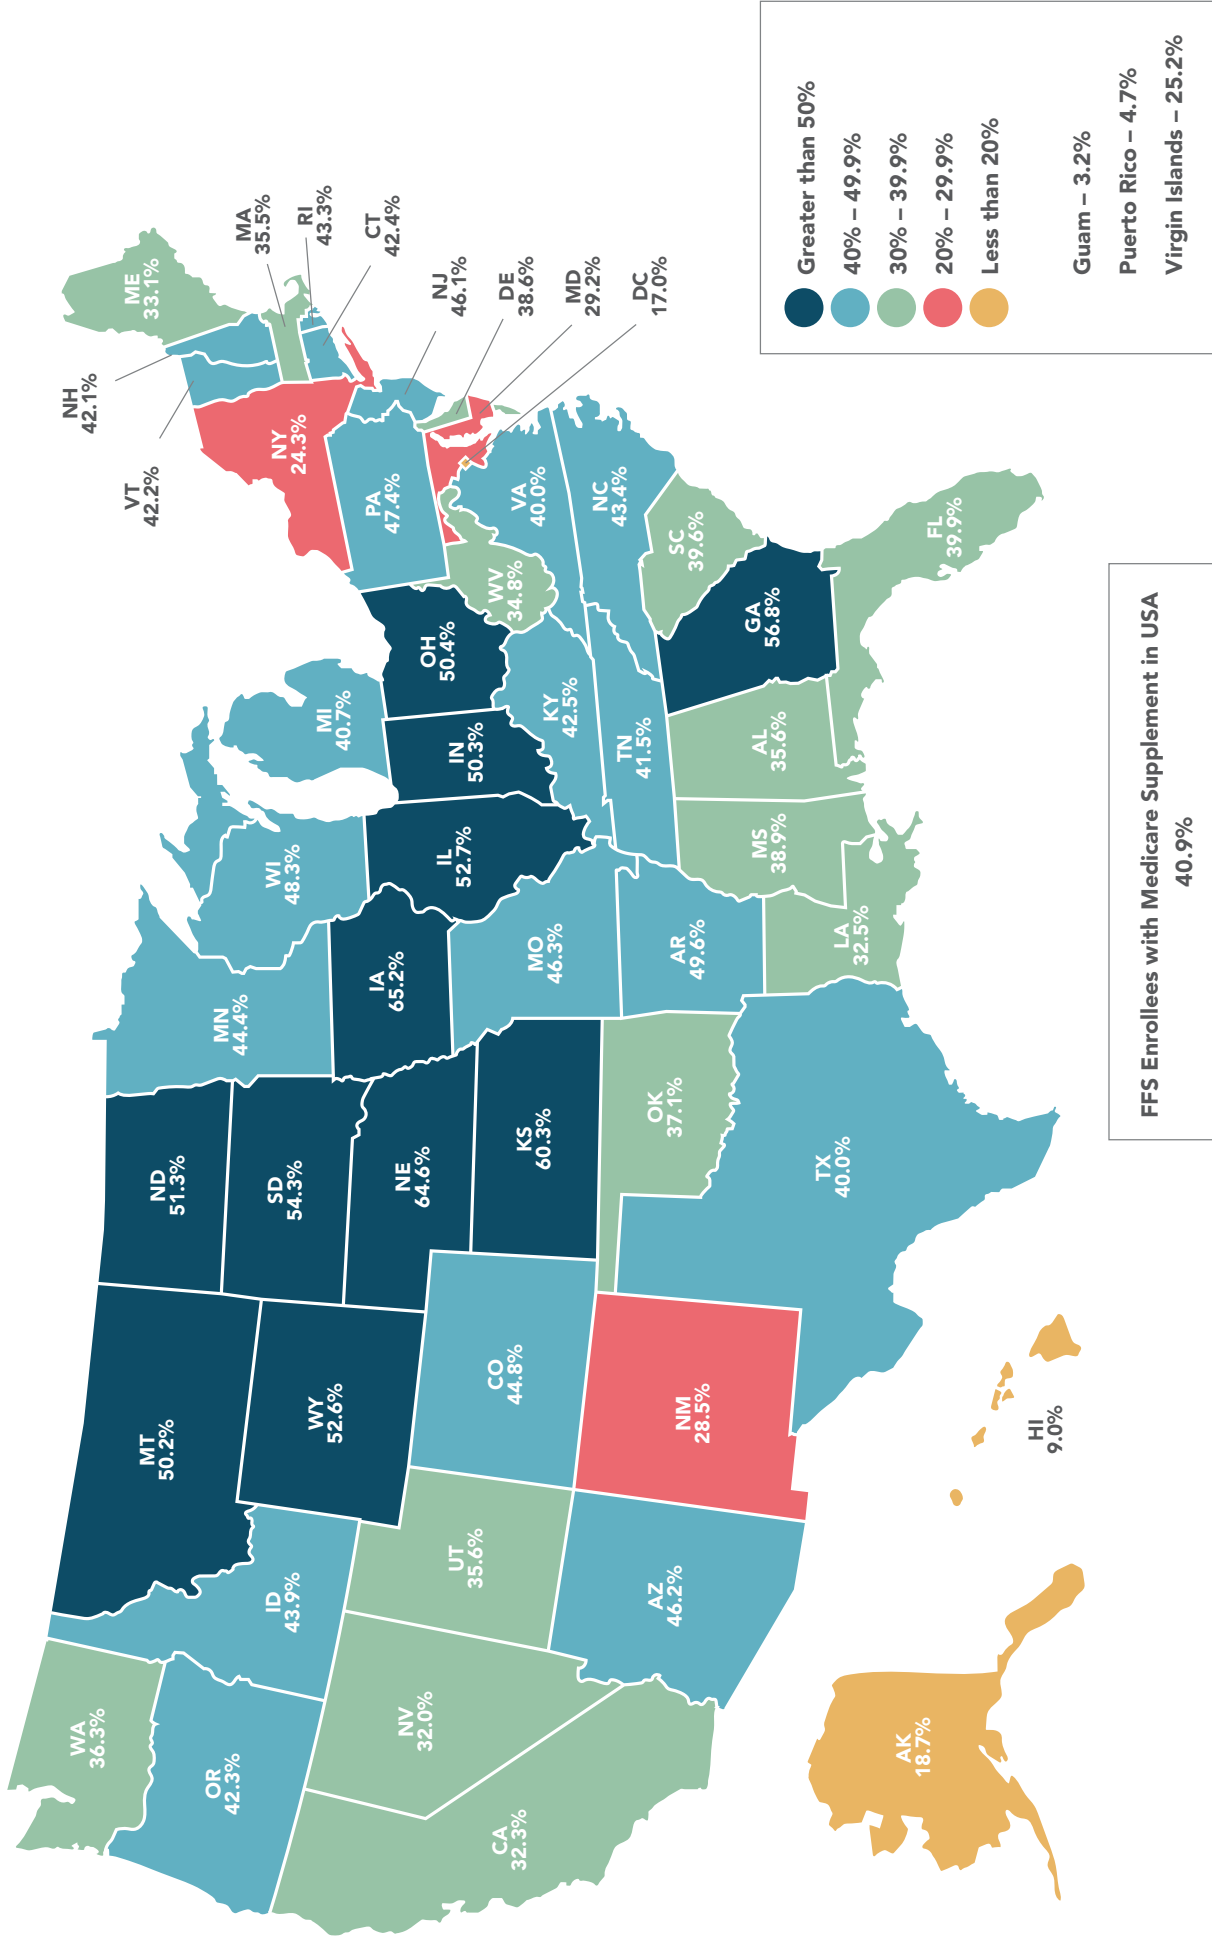 WA
36.3%
OR
42.3%
CA
32.3%
NV
32.0%
ID
43.9%
MT
50.2%
WY
52.6%
UT
35.6%
AZ
46.2%
CO
44.8%
NM
28.5%
ND
51.3%
SD
54.3%
NE
64.6%
KS
60.3%
OK
37.1%
TX
40.0%
MN
44.4%
IA
65.2%
MO
46.3%
AR
49.6%
LA
32.5%
WI
48.3%
IL
52.7%
MS
38.9%
MI
40.7%
IN
50.3%
KY
42.5%
TN
41.5%
AL
35.6%
OH
50.4%
GA
56.8%
FL
39.9%
SC
39.6%
NC
43.4%
VA
40.0%
WV
34.8%
PA
47.4%
NY
24.3%
VT
42.2%
NH
42.1%
ME
33.1%
MA
35.5%
RI
43.3%
CT
42.4%
NJ
46.1%
DE
38.6%
MD
29.2%
DC
17.0%
AK
18.7%
HI
9.0%
FFS Enrollees with Medicare Supplement in USA
40.9%
Greater than 50%
40% – 49.9%
30% – 39.9%
20% – 29.9%
Less than 20%
Guam – 3.2%
Puerto Rico – 4.7%
Virgin Islands – 25.2%